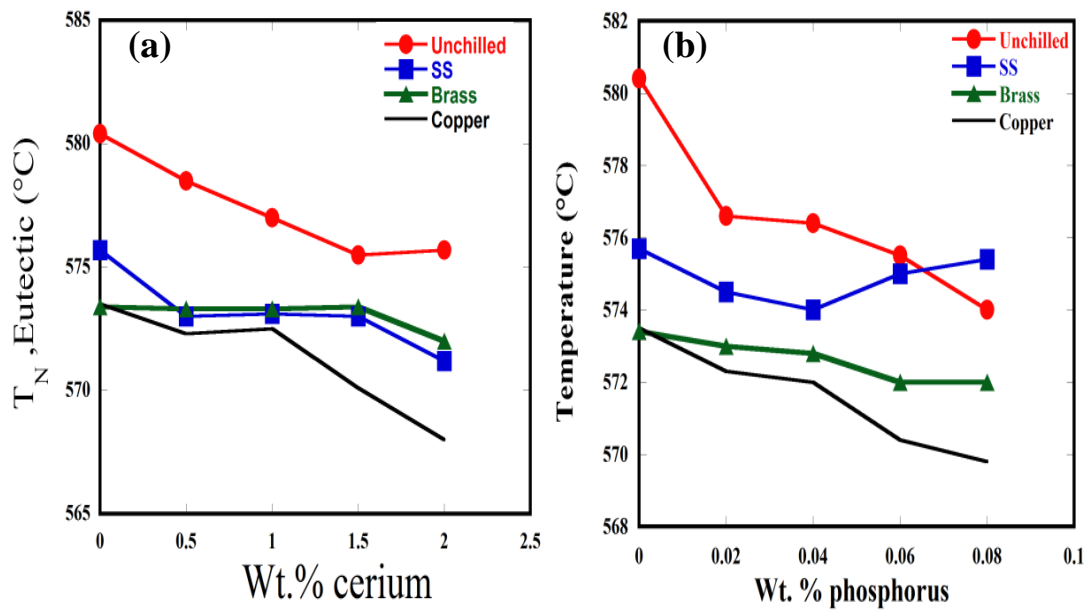 (a)
Unchilled
SS
Brass
Copper
585
580
575
570
565
T_N ,Eutectic (°C)
0 0.5 1 1.5 2 2.5
Wt.% cerium
(b)
Unchilled
SS
Brass
Copper
582
580
578
576
574
572
570
568
Temperature (°C)
0 0.02 0.04 0.06 0.08 0.1
Wt. % phosphorus